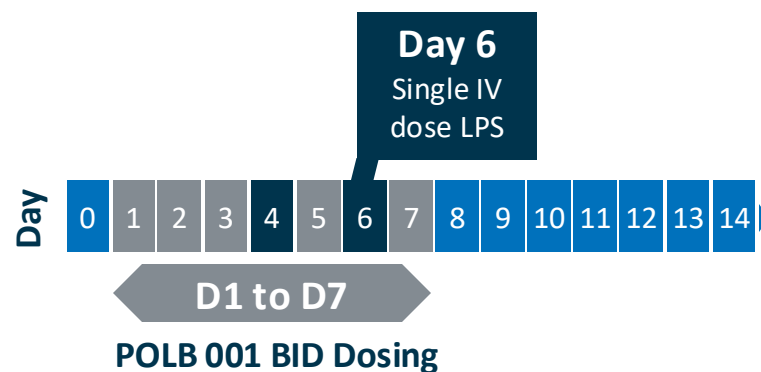 Day 6
Single IV
dose LPS
Day
0 1 2 3 4 5 6 7 8 9 10 11 12 13 14
D1 to D7
POLB 001 BID Dosing